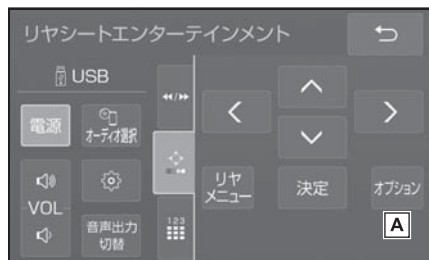 リヤシートエンターテインメント
USB
電源
オーディオ選択
VOL
音声出力
切替
123
リヤ
メニュー
決定
オプション
A